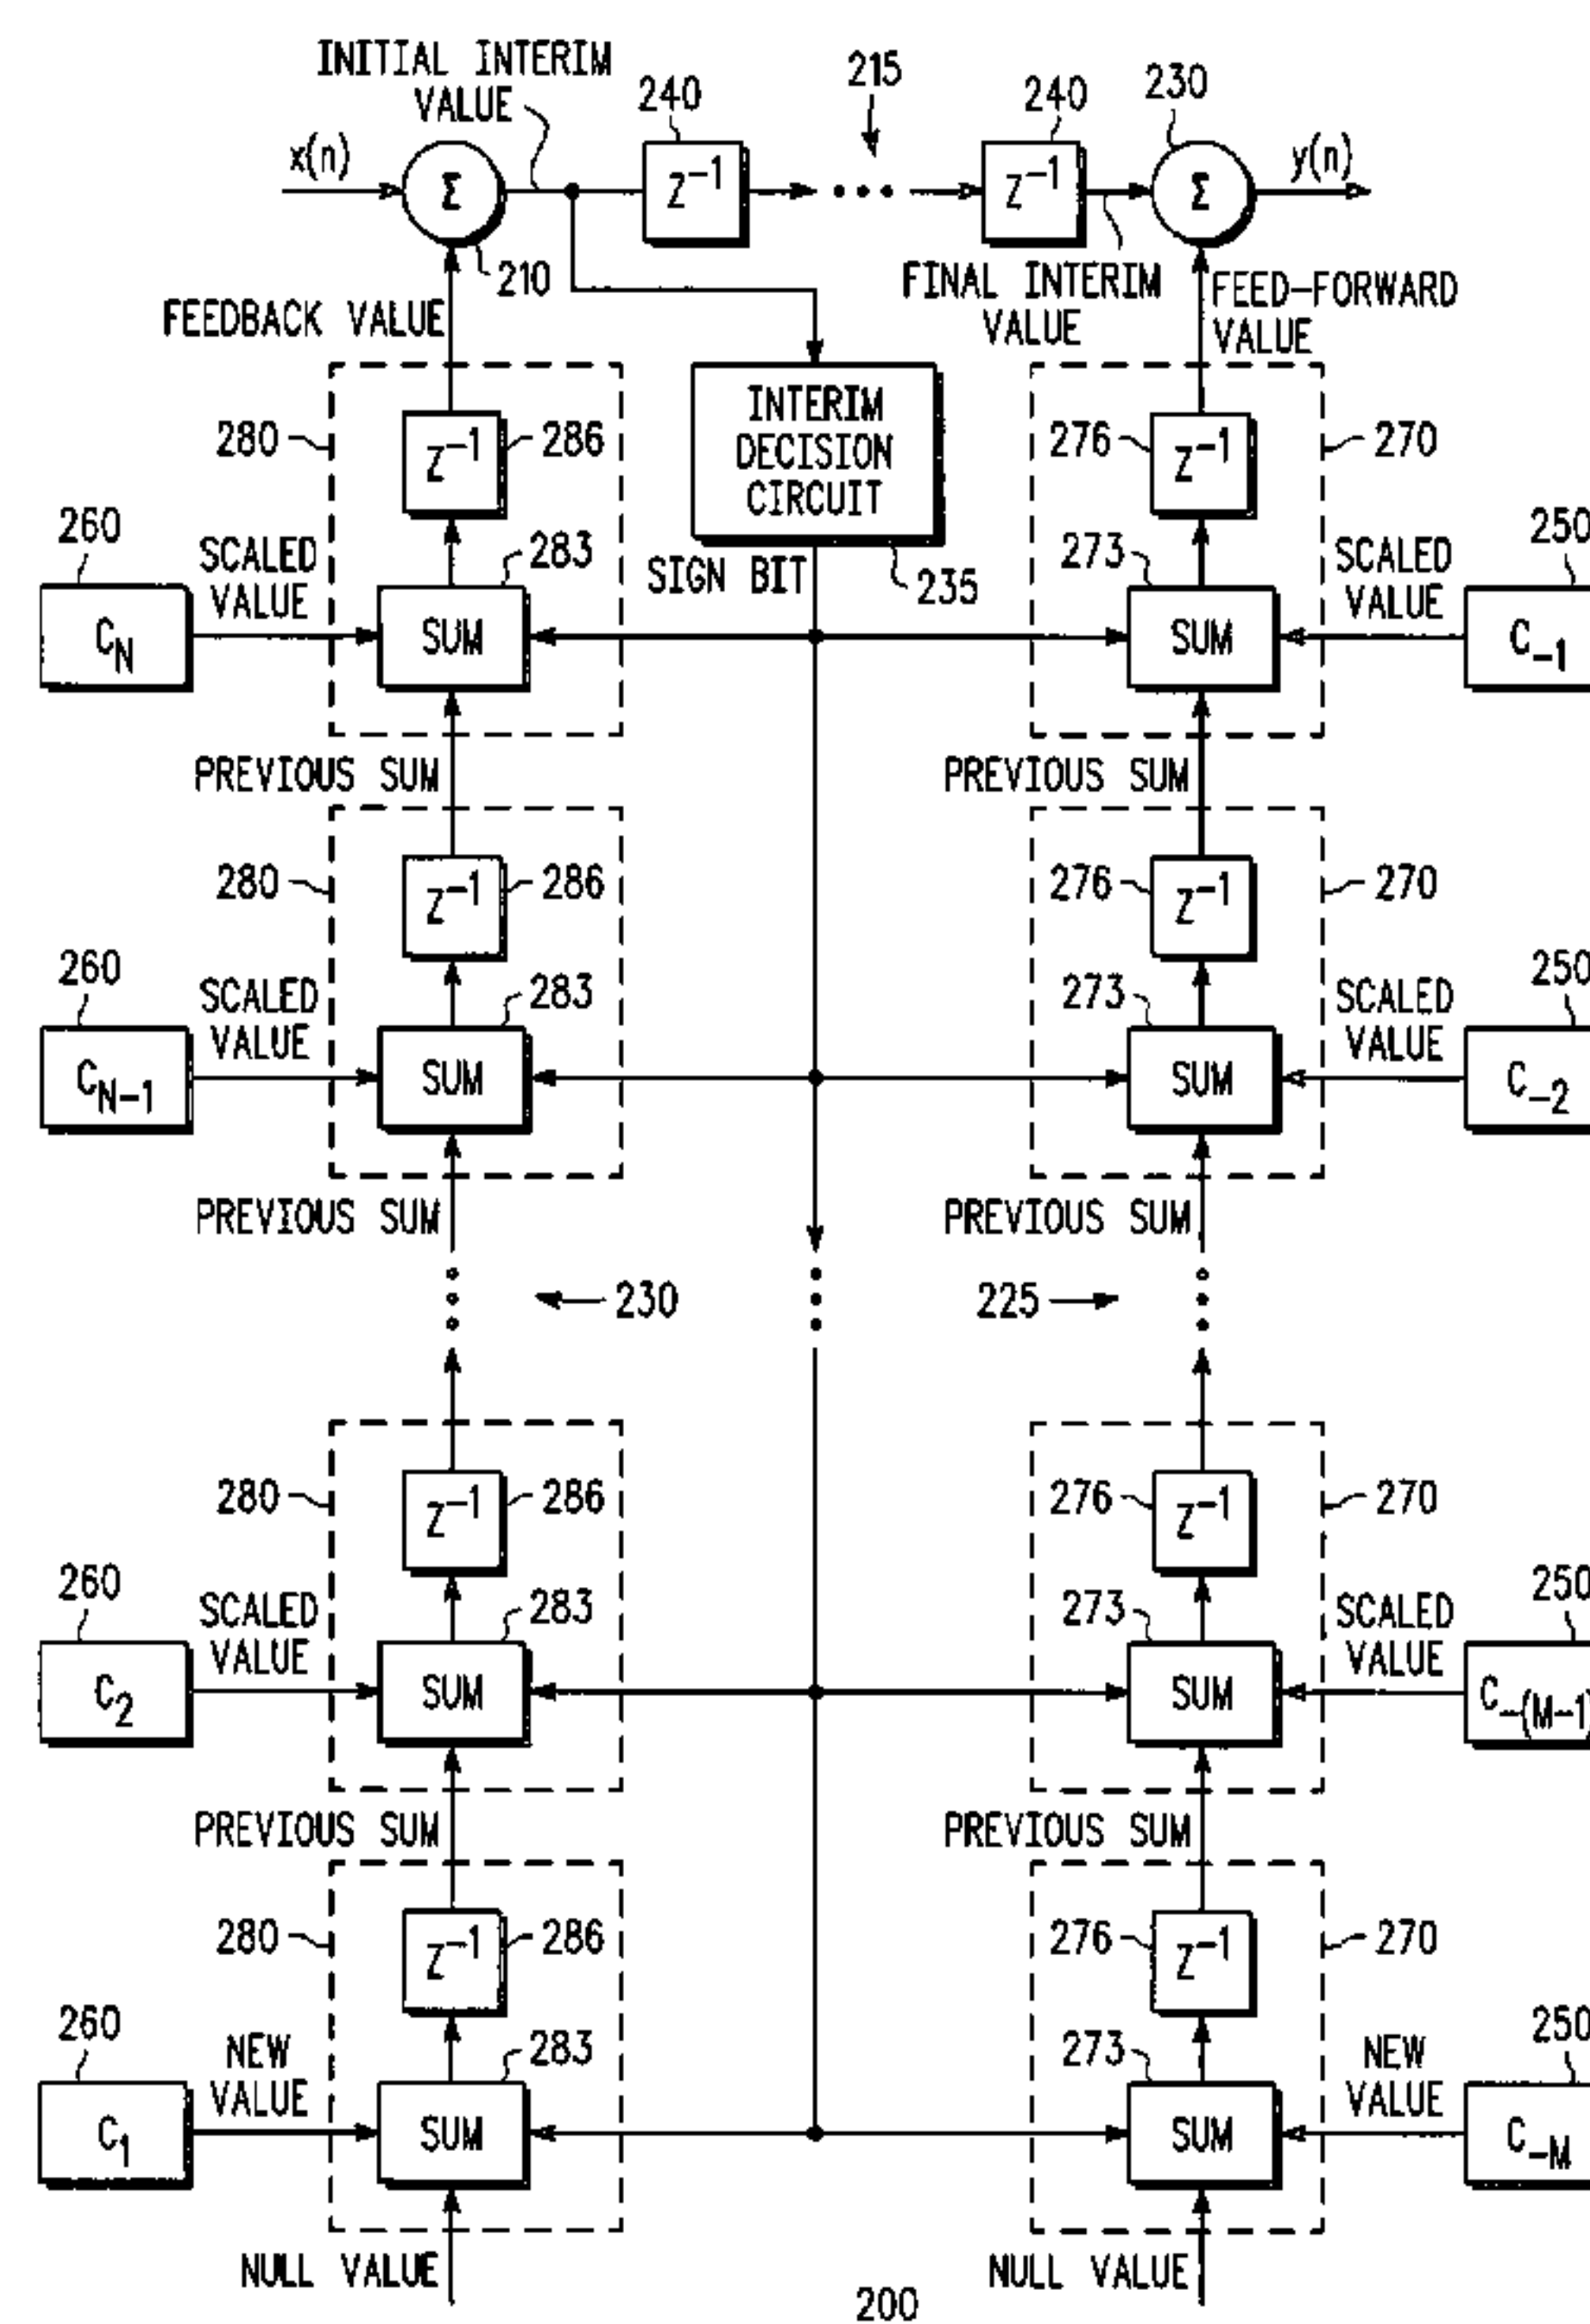 INITIAL INTERIM
VALUE
240
215
240
230
x(n)
Σ
Z⁻¹
Z⁻¹
Σ
y(n)
210
FINAL INTERIM
VALUE
FEEDBACK VALUE
FEED-FORWARD
VALUE
INTERIM
DECISION
CIRCUIT
280
Z⁻¹
286
276
Z⁻¹
270
260
SCALED
VALUE
283
SIGN BIT
235
273
SCALED
VALUE
250
C_N
SUM
SUM
C_-1
PREVIOUS SUM
PREVIOUS SUM
280
Z⁻¹
286
276
Z⁻¹
270
260
SCALED
VALUE
283
273
SCALED
VALUE
250
C_N-1
SUM
SUM
C_-2
PREVIOUS SUM
PREVIOUS SUM
230
225
280
Z⁻¹
286
276
Z⁻¹
270
260
SCALED
VALUE
283
273
SCALED
VALUE
250
C_2
SUM
SUM
C_-(M-1)
PREVIOUS SUM
PREVIOUS SUM
280
Z⁻¹
286
276
Z⁻¹
270
260
NEW
VALUE
283
273
NEW
VALUE
250
C_1
SUM
SUM
C_-M
NULL VALUE
NULL VALUE
200